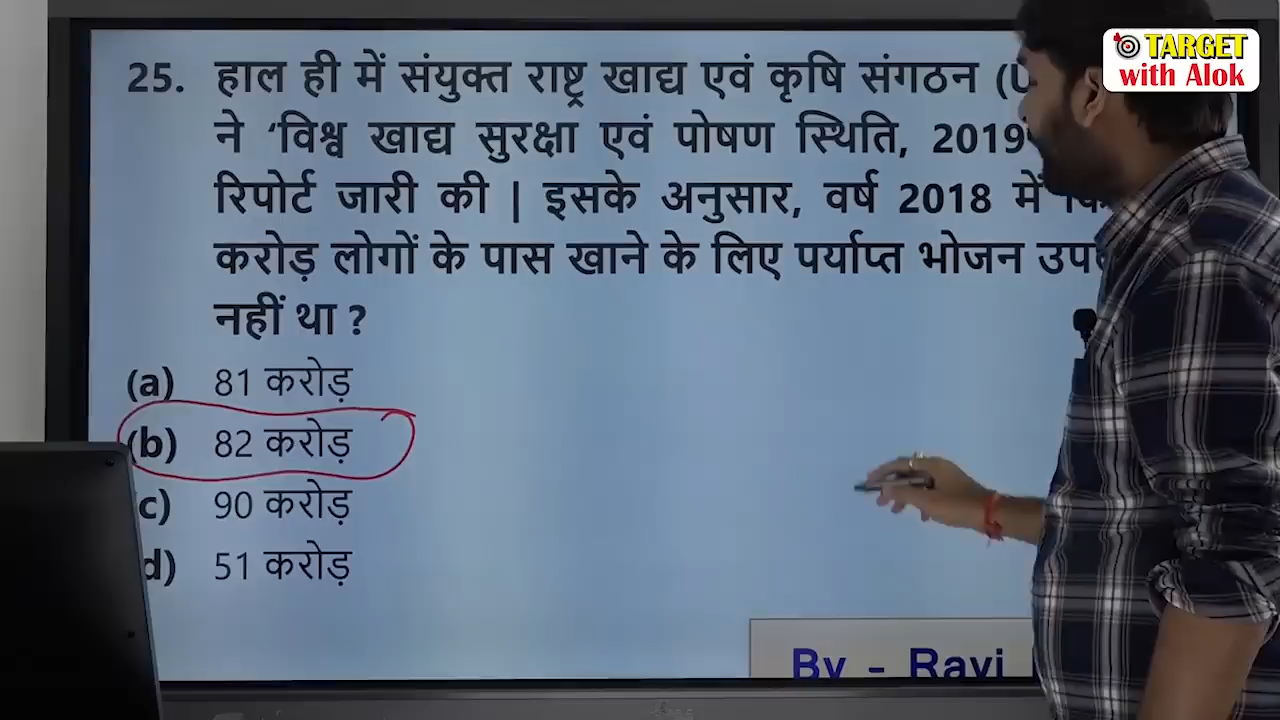 TARGET
with Alok
25. हाल ही में संयुक्त राष्ट्र खाद्य एवं कृषि संगठन
ने ‘विश्व खाद्य सुरक्षा एवं पोषण स्थिति, 2019
रिपोर्ट जारी की | इसके अनुसार, वर्ष 2018 में
करोड़ लोगों के पास खाने के लिए पर्याप्त भोजन
नहीं था ?
(a) 81 करोड़
(b) 82 करोड़
c) 90 करोड़
d) 51 करोड़
By - Ravi